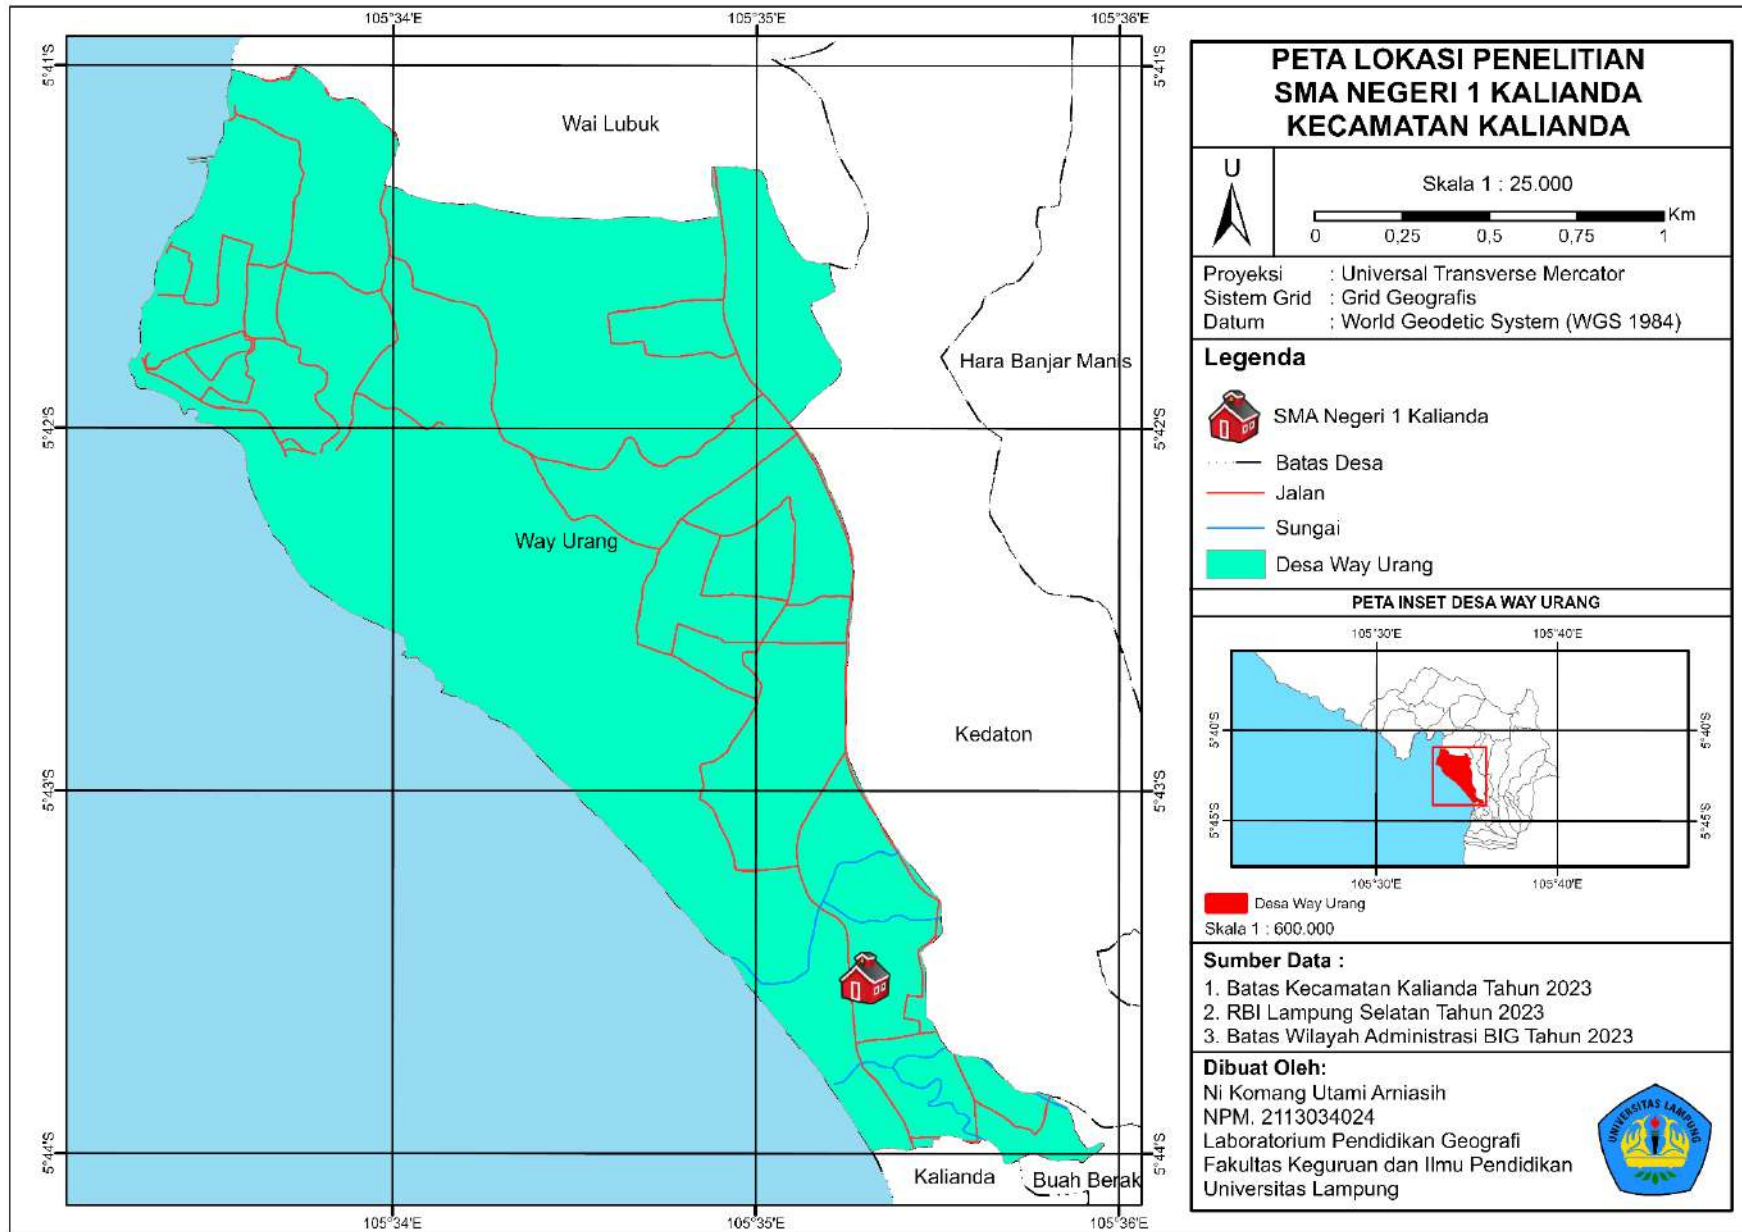 105°34'E
105°35'E
105°36'E
5°41'S
5°41'S
Wai Lubuk
Hara Banjar Manis
5°42'S
5°42'S
Way Urang
Kedaton
5°43'S
5°43'S
5°44'S
5°44'S
Kalianda
Buah Berak
105°34'E
105°35'E
105°36'E
PETA LOKASI PENELITIAN
SMA NEGERI 1 KALIANDA
KECAMATAN KALIANDA
U
Skala 1 : 25.000
Km
0 0,25 0,5 0,75 1
Proyeksi : Universal Transverse Mercator
Sistem Grid : Grid Geografis
Datum : World Geodetic System (WGS 1984)
Legenda
SMA Negeri 1 Kalianda
Batas Desa
Jalan
Sungai
Desa Way Urang
PETA INSET DESA WAY URANG
105°30'E 105°40'E
5°40'S 5°40'S
5°45'S 5°45'S
105°30'E 105°40'E
Desa Way Urang
Skala 1 : 600.000
Sumber Data :
1. Batas Kecamatan Kalianda Tahun 2023
2. RBI Lampung Selatan Tahun 2023
3. Batas Wilayah Administrasi BIG Tahun 2023
Dibuat Oleh:
Ni Komang Utami Arniasih
NPM. 2113034024
Laboratorium Pendidikan Geografi
Fakultas Keguruan dan Ilmu Pendidikan
Universitas Lampung
UNIVERSITAS LAMPUNG